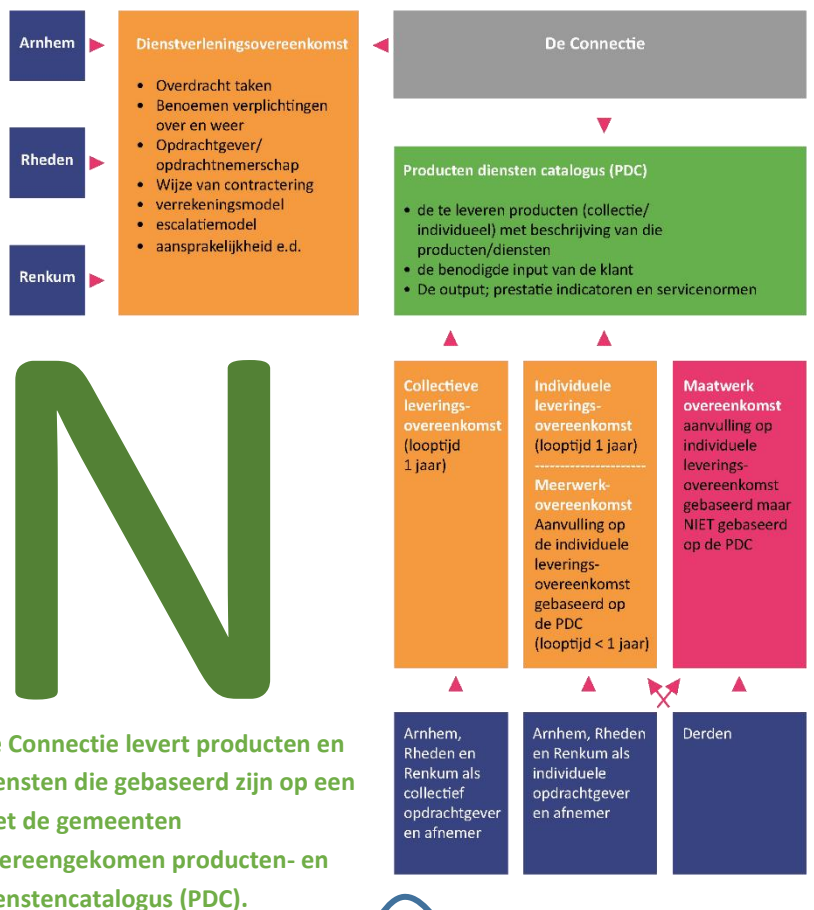 Arnhem
Rheden
Renkum
Dienstverleningsovereenkomst
• Overdracht taken
• Benoemen verplichtingen
over en weer
• Opdrachtgever/
opdrachtnemerschap
• Wijze van contractering
• verrekeningsmodel
• escalatiemodel
• aansprakelijkheid e.d.
De Connectie
Producten diensten catalogus (PDC)
• de te leveren producten (collectie/
individueel) met beschrijving van die
producten/diensten
• de benodigde input van de klant
• De output; prestatie indicatoren en servicenormen
Collectieve
leverings-
overeenkomst
(looptijd
1 jaar)
Individuele
leverings-
overeenkomst
(looptijd 1 jaar)
Meerwerk-
overeenkomst
Aanvulling op
de individuele
leverings-
overeenkomst
gebaseerd op
de PDC
(looptijd < 1 jaar)
Maatwerk
overeenkomst
aanvulling op
individuele
leverings-
overeenkomst
gebaseerd maar
NIET gebaseerd
op de PDC
Arnhem,
Rheden en
Renkum als
collectief
opdrachtgever
en afnemer
Arnhem, Rheden
en Renkum als
individuele
opdrachtgever
en afnemer
Derden
N
e Connectie levert producten en
ensten die gebaseerd zijn op een
et de gemeenten
ereengekomen producten- en
enstencatalogus (PDC).